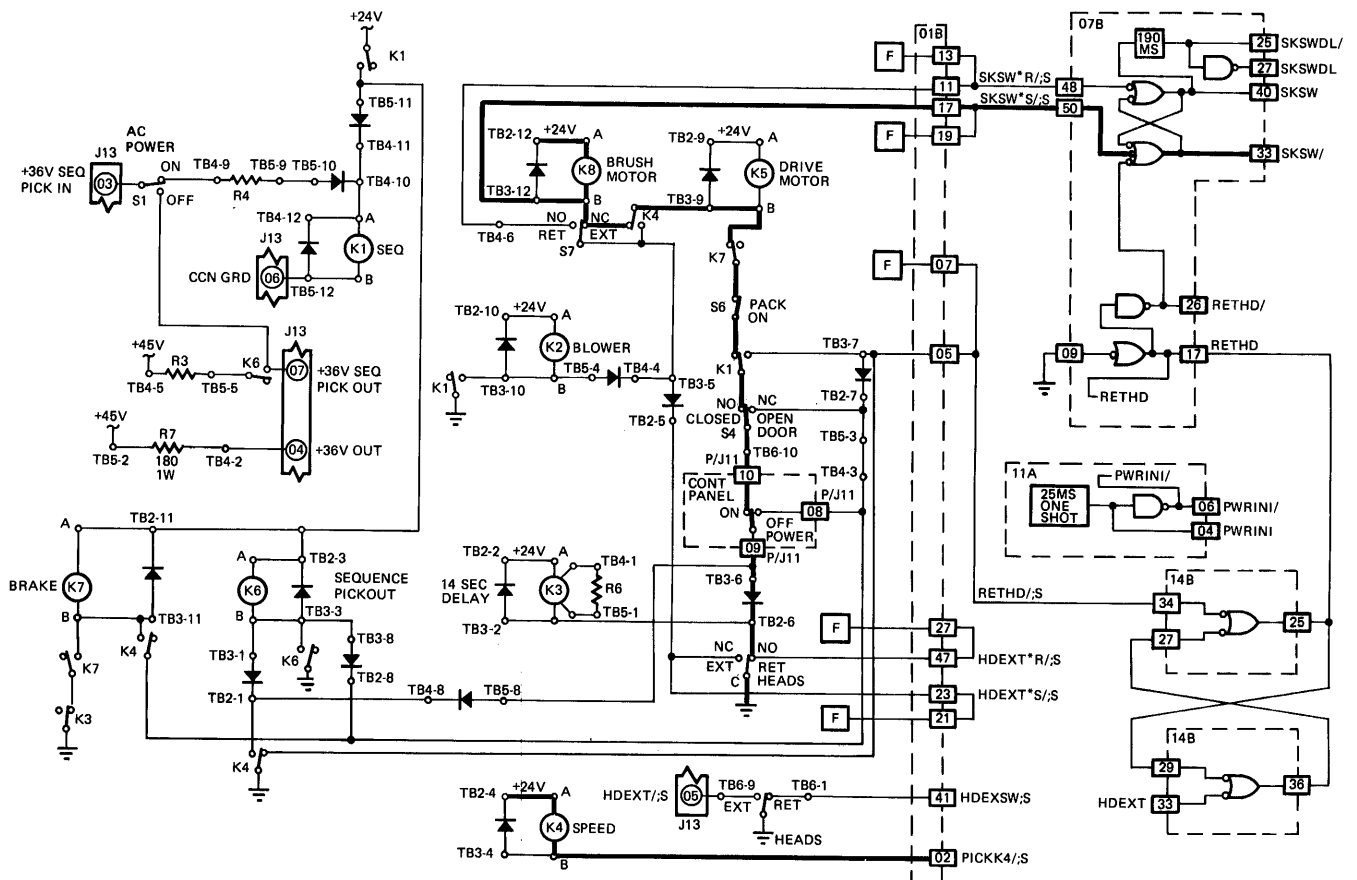 +24V
K1
TB5-11
TB4-11
AC
POWER
J13
+36V SEQ
PICK IN
03
S1
ON
OFF
TB4-9
R4
TB5-9
TB5-10
TB4-10
TB4-12
A
K1
SEQ
B
J13
CCN GRD
06
TB5-12
J13
+45V
R3
TB4-5
TB5-5
K6
07
+36V SEQ
PICK OUT
+45V
R7
TB5-2
180
1W
TB4-2
04
+36V OUT
A
TB2-11
BRAKE
K7
B
TB3-11
K7
K4
K3
A
TB2-3
K6
SEQUENCE
PICKOUT
B
TB3-3
TB3-1
K6
TB3-8
TB2-8
TB2-1
K4
TB4-8
TB5-8
TB2-12
+24V
A
K8
BRUSH
MOTOR
TB3-12
B
TB2-9
+24V
A
K5
DRIVE
MOTOR
TB3-9
B
TB4-6
NO
RET
NC
EXT
K4
S7
K7
S6
PACK
ON
TB2-10
+24V
A
K2
BLOWER
K1
TB3-10
B
TB5-4
TB4-4
TB3-5
TB2-5
K1
TB3-7
TB2-7
NO
CLOSED
NC
OPEN
S4
DOOR
TB5-3
TB6-10
P/J11
10
TB4-3
CONT
PANEL
P/J11
ON
08
OFF
POWER
09
P/J11
TB2-2
+24V
A
TB4-1
14 SEC
DELAY
K3
R6
TB5-1
TB3-2
B
TB3-6
TB2-6
NC
EXT
NO
RET
C
HEADS
TB2-4
+24V
A
K4
SPEED
TB3-4
B
HDEXT/;S
05
J13
TB6-9
EXT
RET
TB6-1
HEADS
01B
F
13
11
SKSW*R/;S
17
SKSW*S/;S
F
19
F
07
05
RETHD/;S
F
27
47
HDEXT*R/;S
23
HDEXT*S/;S
F
21
41
HDEXSW;S
02
PICKK4/;S
07B
190
MS
25
SKSWDL/
27
SKSWDL
48
40
SKSW
50
33
SKSW/
26
RETHD/
09
17
RETHD
RETHD
11A
25MS
ONE
SHOT
PWRINI/
06
PWRINI/
04
PWRINI
14B
34
27
25
14B
29
HDEXT
33
36